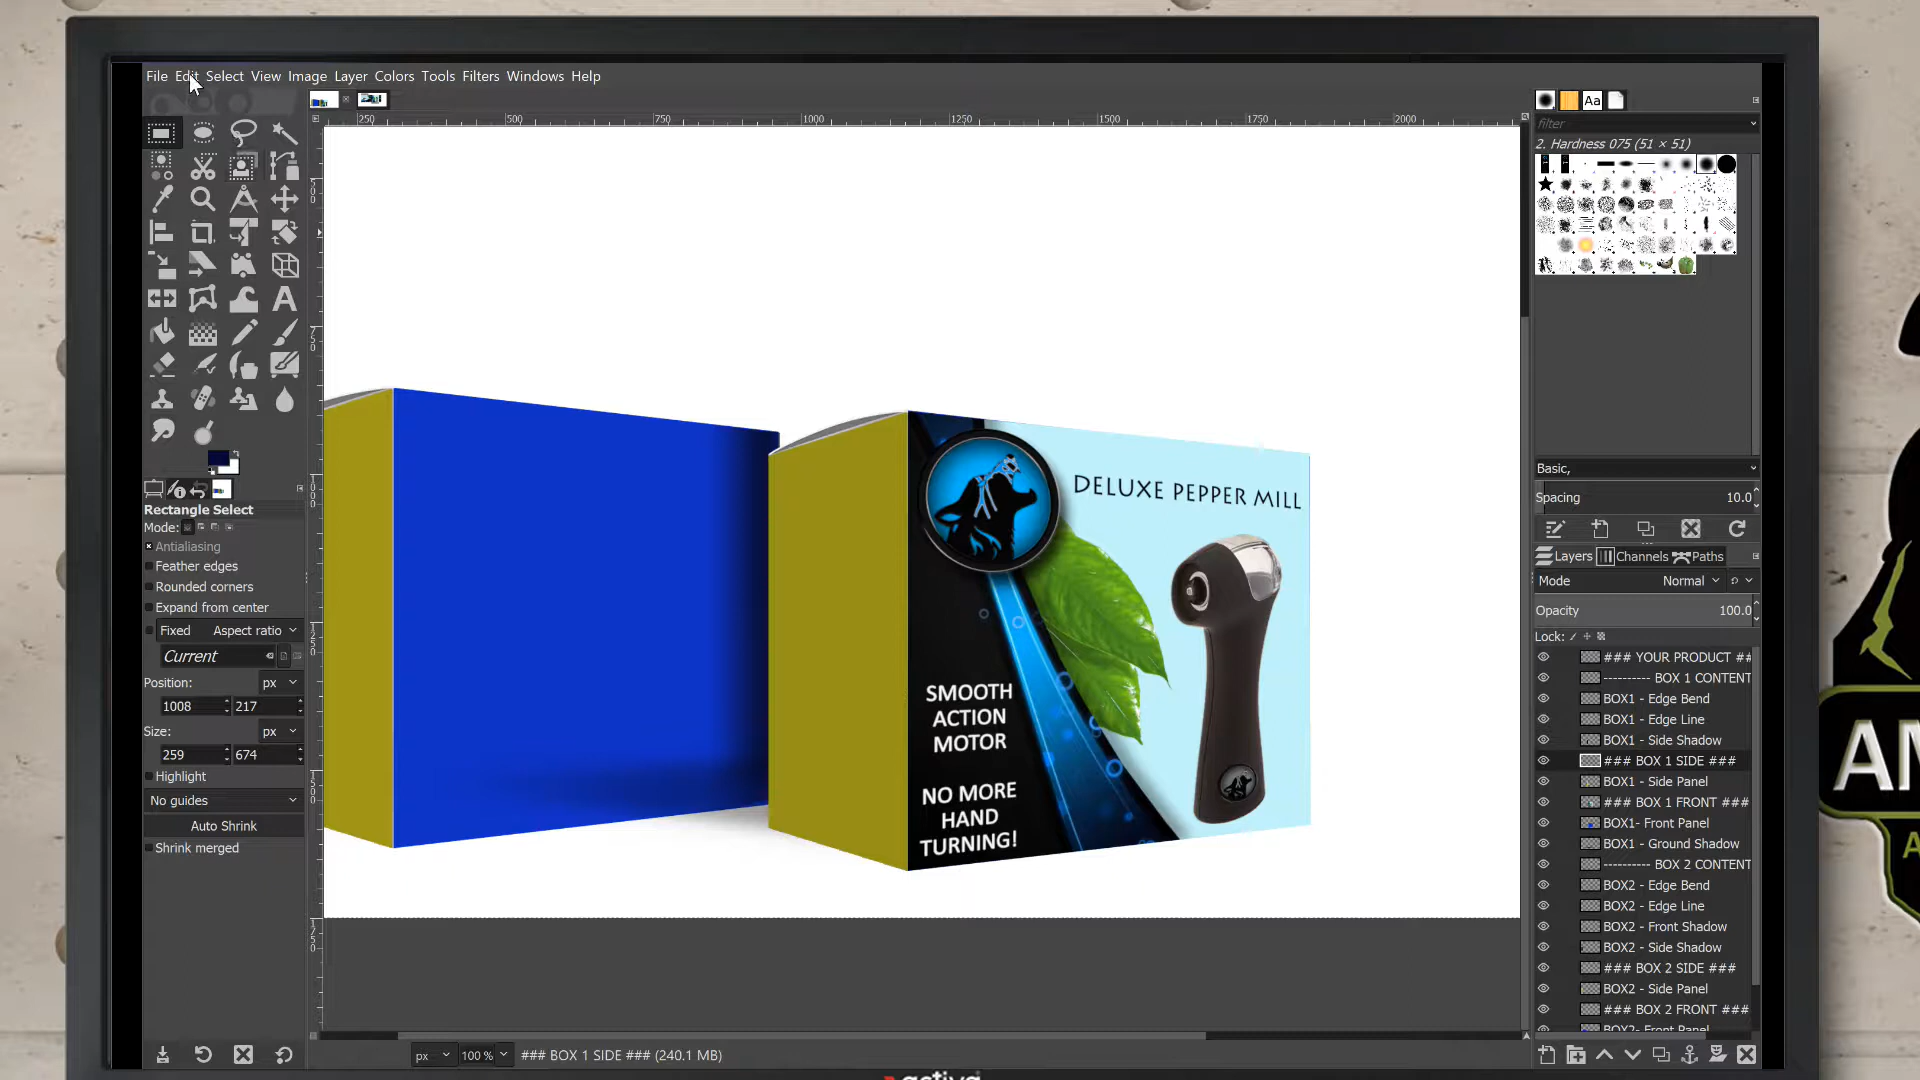 File Edit Select View Image Layer Colors Tools Filters Windows Help
250 500 750 1000 1250 1500 1750 2000
filter
2. Hardness 075 (51 × 51)
Basic,
Spacing 10.0
Layers Channels Paths
Mode Normal
Opacity 100.0
Lock:
### YOUR PRODUCT ##
---------- BOX 1 CONTENT
BOX1 - Edge Bend
BOX1 - Edge Line
BOX1 - Side Shadow
### BOX 1 SIDE ###
BOX1 - Side Panel
### BOX 1 FRONT ###
BOX1- Front Panel
BOX1 - Ground Shadow
---------- BOX 2 CONTENT
BOX2 - Edge Bend
BOX2 - Edge Line
BOX2 - Front Shadow
BOX2 - Side Shadow
### BOX 2 SIDE ###
BOX2 - Side Panel
### BOX 2 FRONT ###
BOX2- Front Panel
Rectangle Select
Mode:
Antialiasing
Feather edges
Rounded corners
Expand from center
Fixed Aspect ratio
Current
Position: px
1008 217
Size: px
259 674
Highlight
No guides
Auto Shrink
Shrink merged
DELUXE PEPPER MILL
SMOOTH
ACTION
MOTOR
NO MORE
HAND
TURNING!
px 100 % ### BOX 1 SIDE ### (240.1 MB)
activa